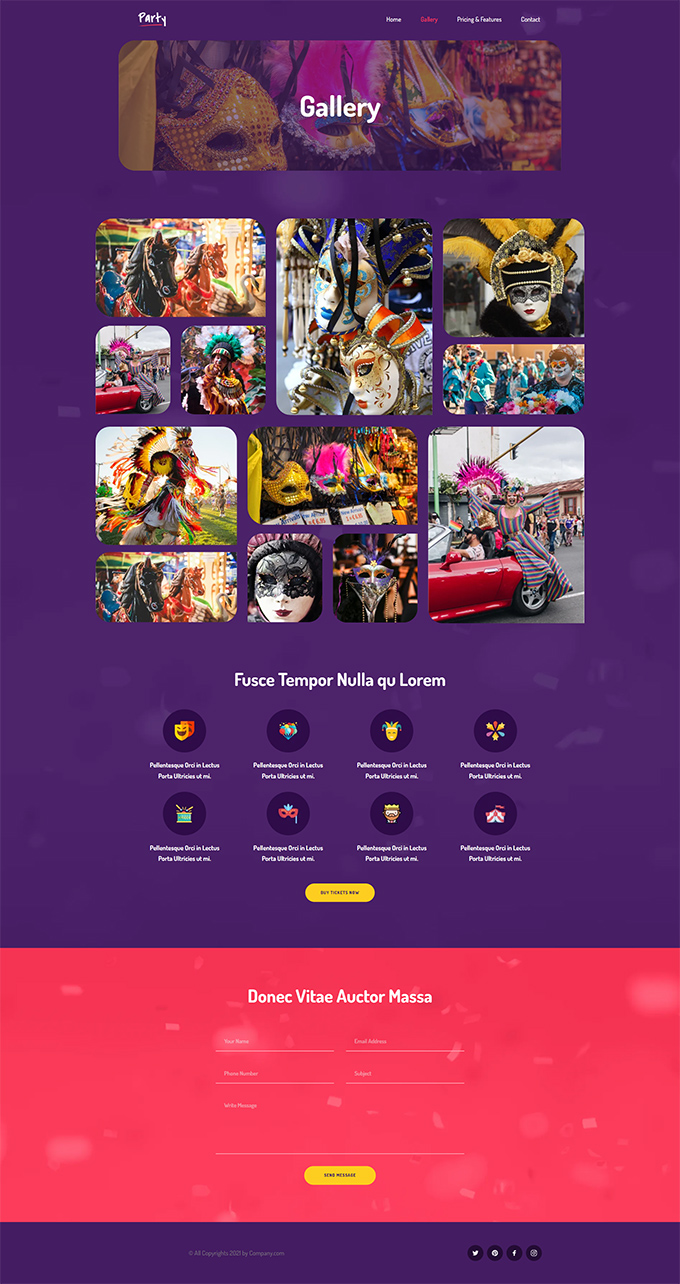 Party
Home
Gallery
Pricing & Features
Contact
Gallery
Fusce Tempor Nulla qu Lorem
Pellentesque Orci in Lectus
Porta Ultricies ut mi.
Pellentesque Orci in Lectus
Porta Ultricies ut mi.
Pellentesque Orci in Lectus
Porta Ultricies ut mi.
Pellentesque Orci in Lectus
Porta Ultricies ut mi.
Pellentesque Orci in Lectus
Porta Ultricies ut mi.
Pellentesque Orci in Lectus
Porta Ultricies ut mi.
Pellentesque Orci in Lectus
Porta Ultricies ut mi.
Pellentesque Orci in Lectus
Porta Ultricies ut mi.
BUY TICKETS NOW
Donec Vitae Auctor Massa
Your Name
Email Address
Phone Number
Subject
Write Message
SEND MESSAGE
© All Copyrights 2021 by Company.com